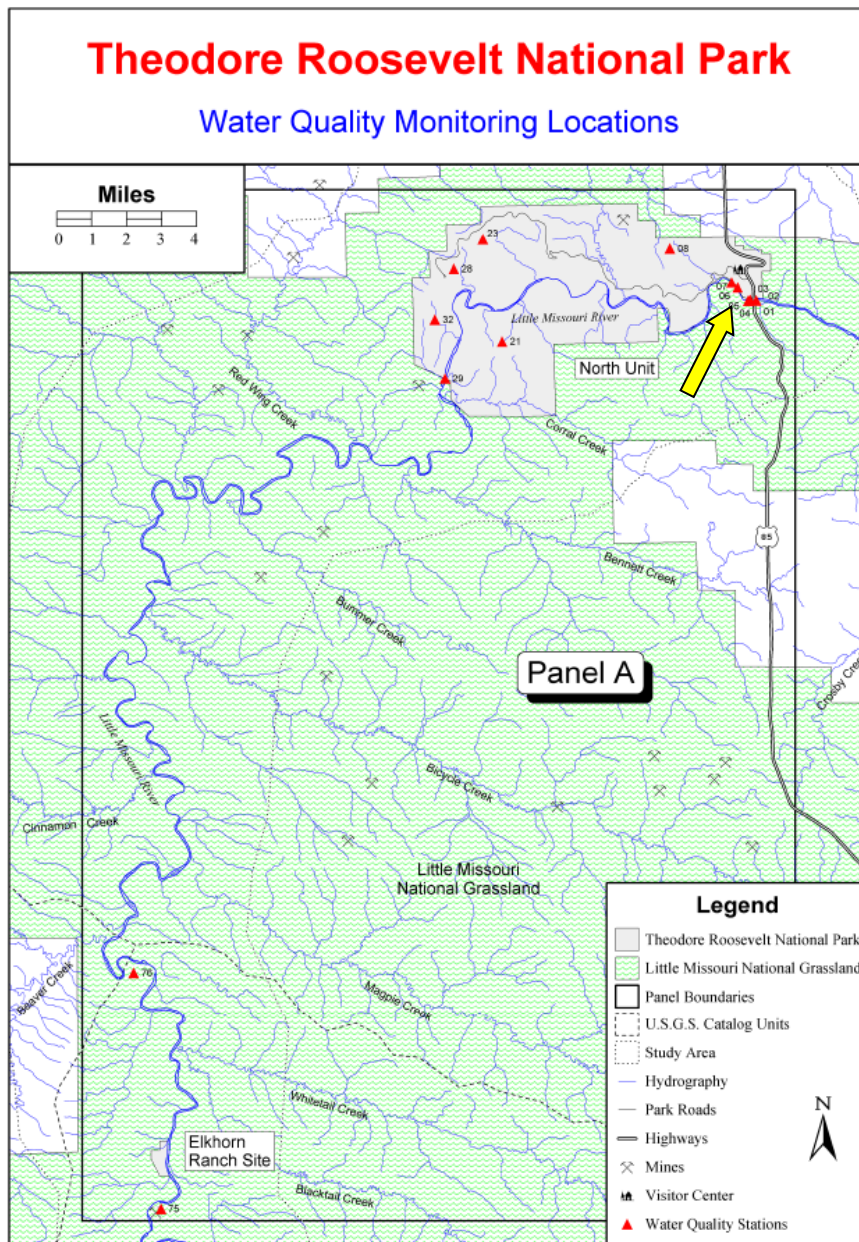 Theodore Roosevelt National Park
Water Quality Monitoring Locations
Miles
0 1 2 3 4
23
08
28
07
03
02
06
05
04
01
32
Little Missouri River
21
North Unit
29
Red Wing Creek
Corral Creek
85
Bennett Creek
Bummer Creek
Panel A
Crosby Creek
Little Missouri River
Bicycle Creek
Cinnamon Creek
Little Missouri
National Grassland
Beaver Creek
76
Magpie Creek
Whitetail Creek
Elkhorn
Ranch Site
Blacktail Creek
75
Legend
Theodore Roosevelt National Park
Little Missouri National Grassland
Panel Boundaries
U.S.G.S. Catalog Units
Study Area
Hydrography
Park Roads
Highways
Mines
Visitor Center
Water Quality Stations
N